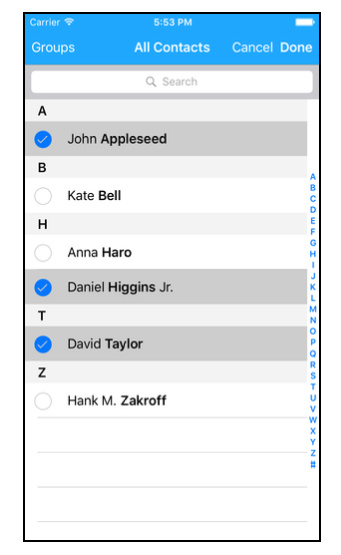 Carrier 5:53 PM
Groups All Contacts Cancel Done
Search
A
John Appleseed
B
Kate Bell
H
Anna Haro
Daniel Higgins Jr.
T
David Taylor
Z
Hank M. Zakroff
A
B
C
D
E
F
G
H
I
J
K
L
M
N
O
P
Q
R
S
T
U
V
W
X
Y
Z
#